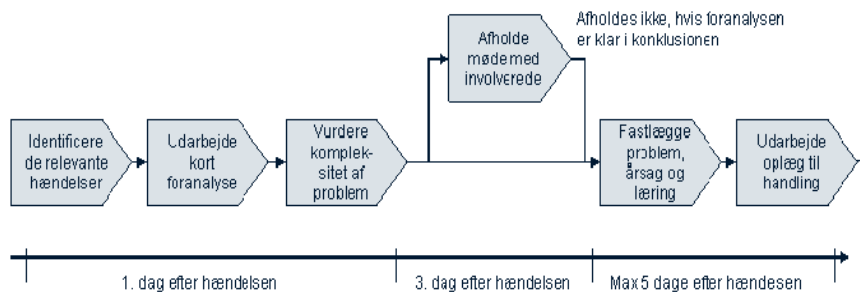 Afholdes ikke, hvis foranalysen
er klar i konklusionen
Afholde
møde med
involverede
Identificere
de relevante
hændelser
Udarbejde
kort
foranalyse
Vurdere
komplek-
sitet af
problem
Fastlægge
problem,
årsag og
læring
Udarbejde
oplæg til
handling
1. dag efter hændelsen
3. dag efter hændelsen
Max 5 dage efter hændesen